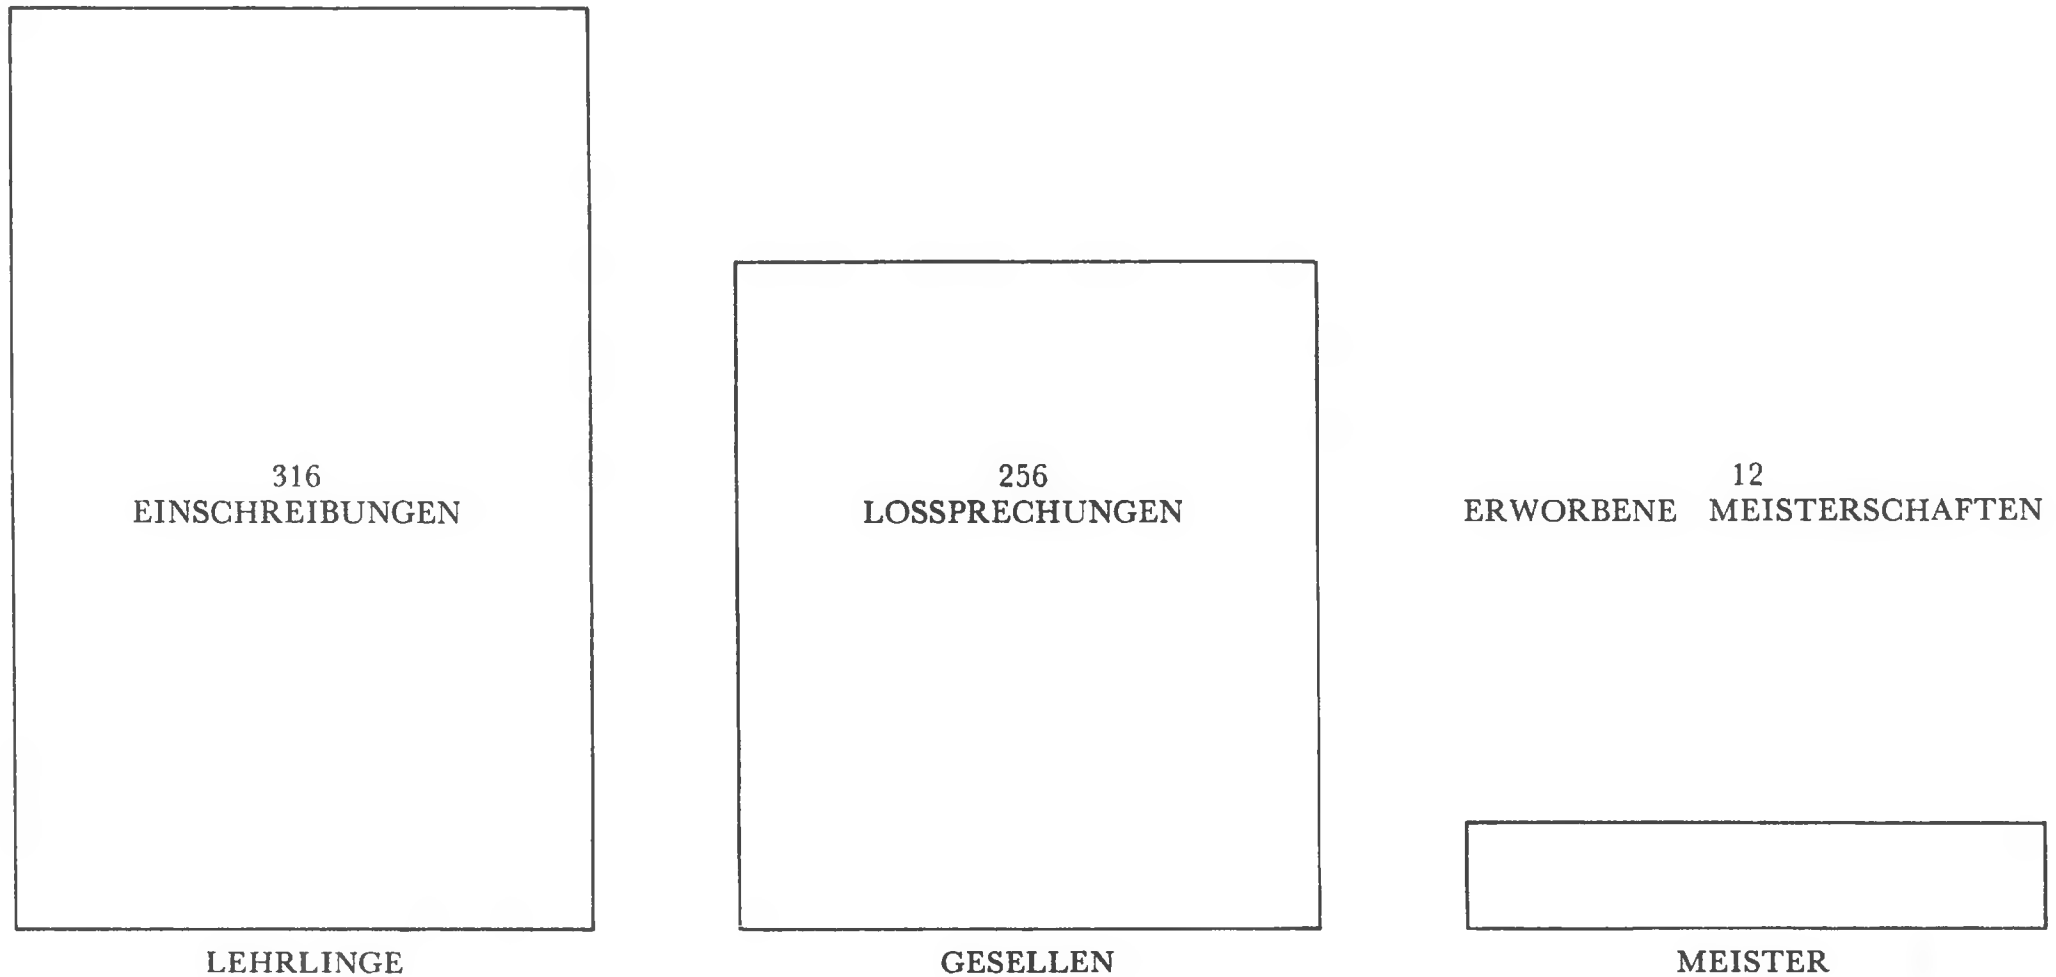 316
EINSCHREIBUNGEN
256
LOSSPRECHUNGEN
12
ERWORBENE MEISTERSCHAFTEN
LEHRLINGE
GESELLEN
MEISTER